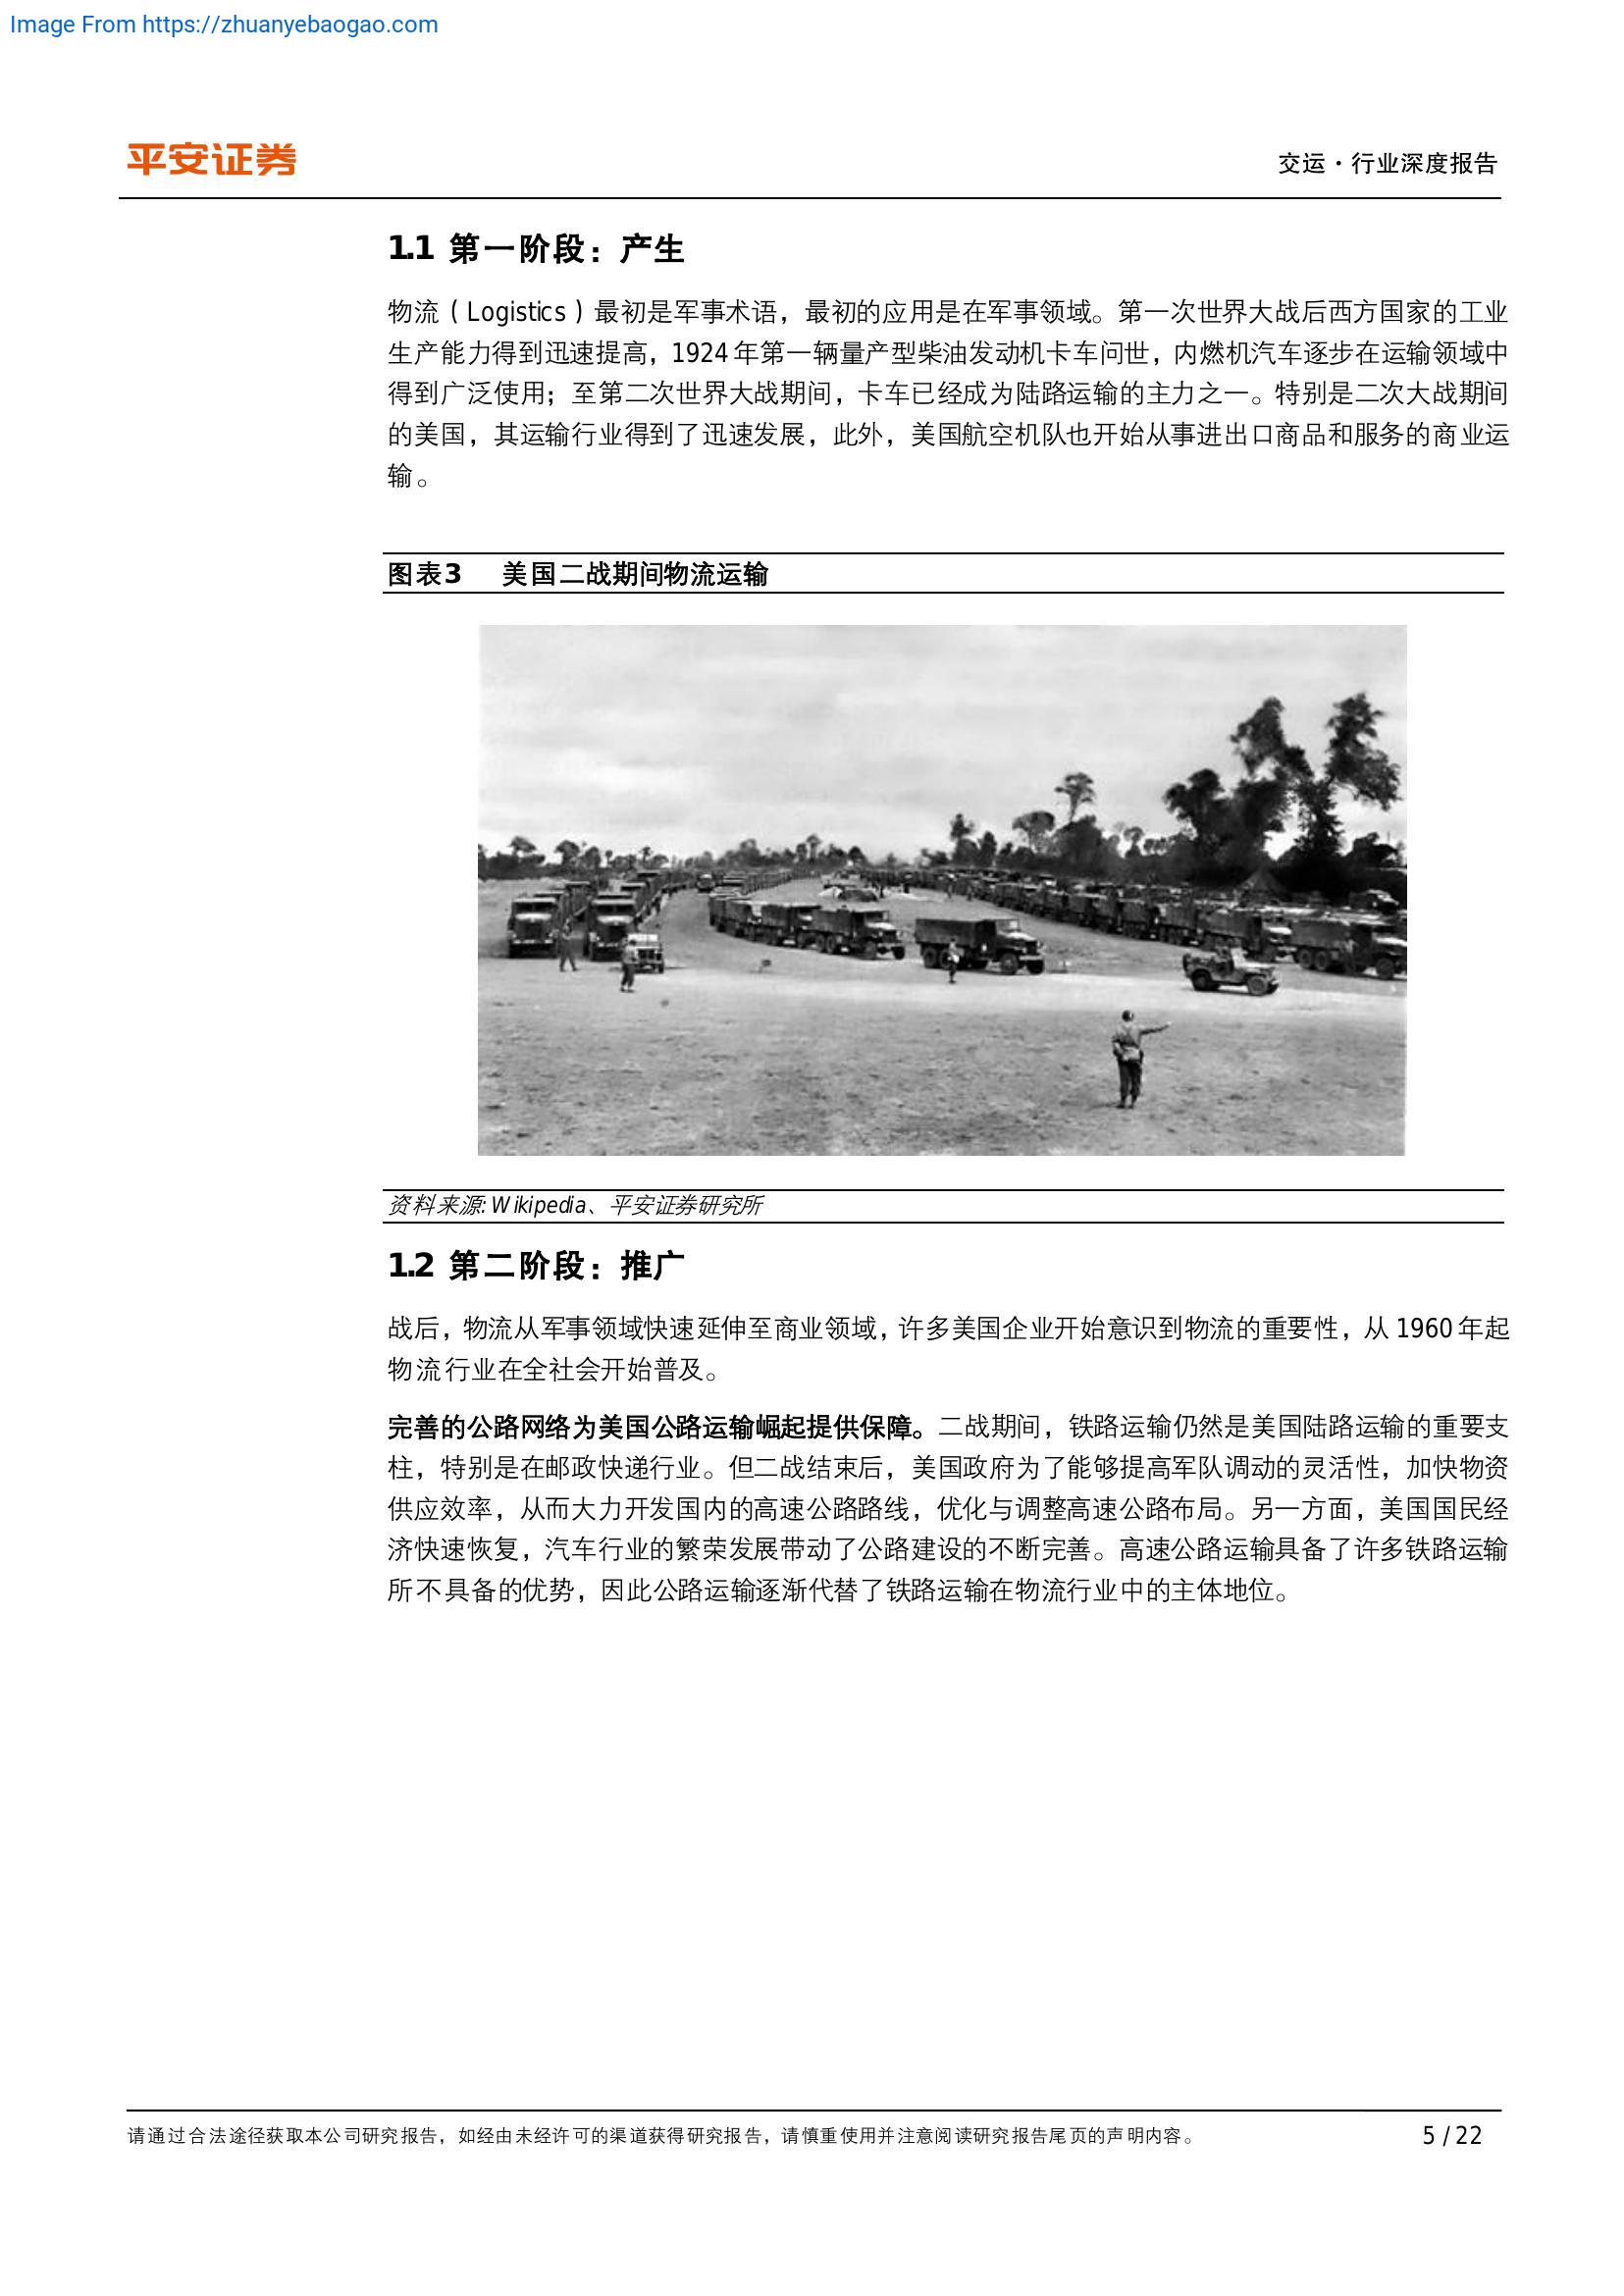 Image From https://zhuanyebaogao.com
平安证券
交运·行业深度报告
1.1 第一阶段：产生
物流（Logistics）最初是军事术语，最初的应用是在军事领域。第一次世界大战后西方国家的工业
生产能力得到迅速提高，1924年第一辆量产型柴油发动机卡车问世，内燃机汽车逐步在运输领域中
得到广泛使用；至第二次世界大战期间，卡车已经成为陆路运输的主力之一。特别是二次大战期间
的美国，其运输行业得到了迅速发展，此外，美国航空机队也开始从事进出口商品和服务的商业运
输。
图表3 美国二战期间物流运输
资料来源: Wikipedia、平安证券研究所
1.2 第二阶段：推广
战后，物流从军事领域快速延伸至商业领域，许多美国企业开始意识到物流的重要性，从 1960年起
物流行业在全社会开始普及。
完善的公路网络为美国公路运输崛起提供保障。二战期间，铁路运输仍然是美国陆路运输的重要支
柱，特别是在邮政快递行业。但二战结束后，美国政府为了能够提高军队调动的灵活性，加快物资
供应效率，从而大力开发国内的高速公路路线，优化与调整高速公路布局。另一方面，美国国民经
济快速恢复，汽车行业的繁荣发展带动了公路建设的不断完善。高速公路运输具备了许多铁路运输
所不具备的优势，因此公路运输逐渐代替了铁路运输在物流行业中的主体地位。
请通过合法途径获取本公司研究报告，如经由未经许可的渠道获得研究报告，请慎重使用并注意阅读研究报告尾页的声明内容。
5 / 22